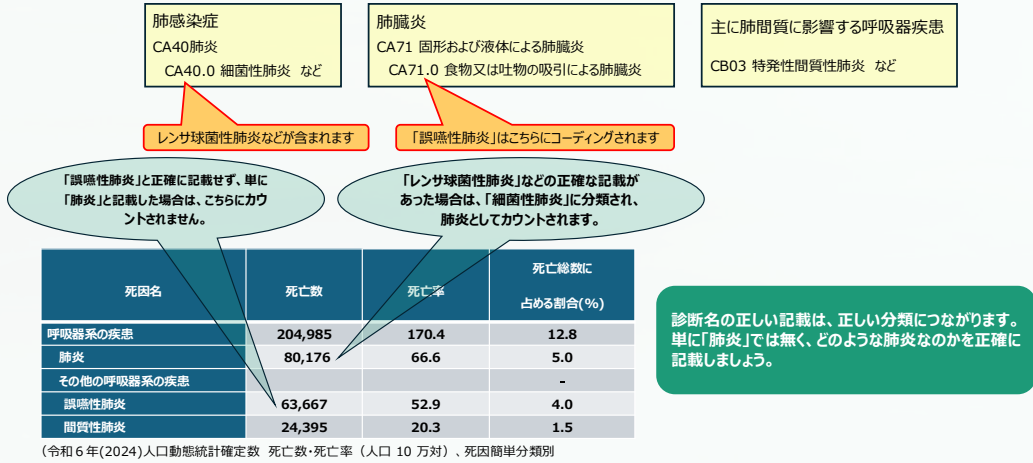 肺感染症
CA40肺炎
CA40.0 細菌性肺炎 など
肺臓炎
CA71 固形および液体による肺臓炎
CA71.0 食物又は吐物の吸引による肺臓炎
主に肺間質に影響する呼吸器疾患
CB03 特発性間質性肺炎 など
レンサ球菌性肺炎などが含まれます
「誤嚥性肺炎」はこちらにコーディングされます
「誤嚥性肺炎」と正確に記載せず、単に
「肺炎」と記載した場合は、こちらにカウ
ントされません。
「レンサ球菌性肺炎」などの正確な記載が
あった場合は、「細菌性肺炎」に分類され、
肺炎としてカウントされます。
死因名 死亡数 死亡率 死亡総数に
占める割合(%)
呼吸器系の疾患 204,985 170.4 12.8
肺炎 80,176 66.6 5.0
その他の呼吸器系の疾患 -
誤嚥性肺炎 63,667 52.9 4.0
間質性肺炎 24,395 20.3 1.5
(令和6年(2024)人口動態統計確定数 死亡数・死亡率(人口 10 万対)、死因簡単分類別
診断名の正しい記載は、正しい分類につながります。
単に「肺炎」では無く、どのような肺炎なのかを正確に
記載しましょう。